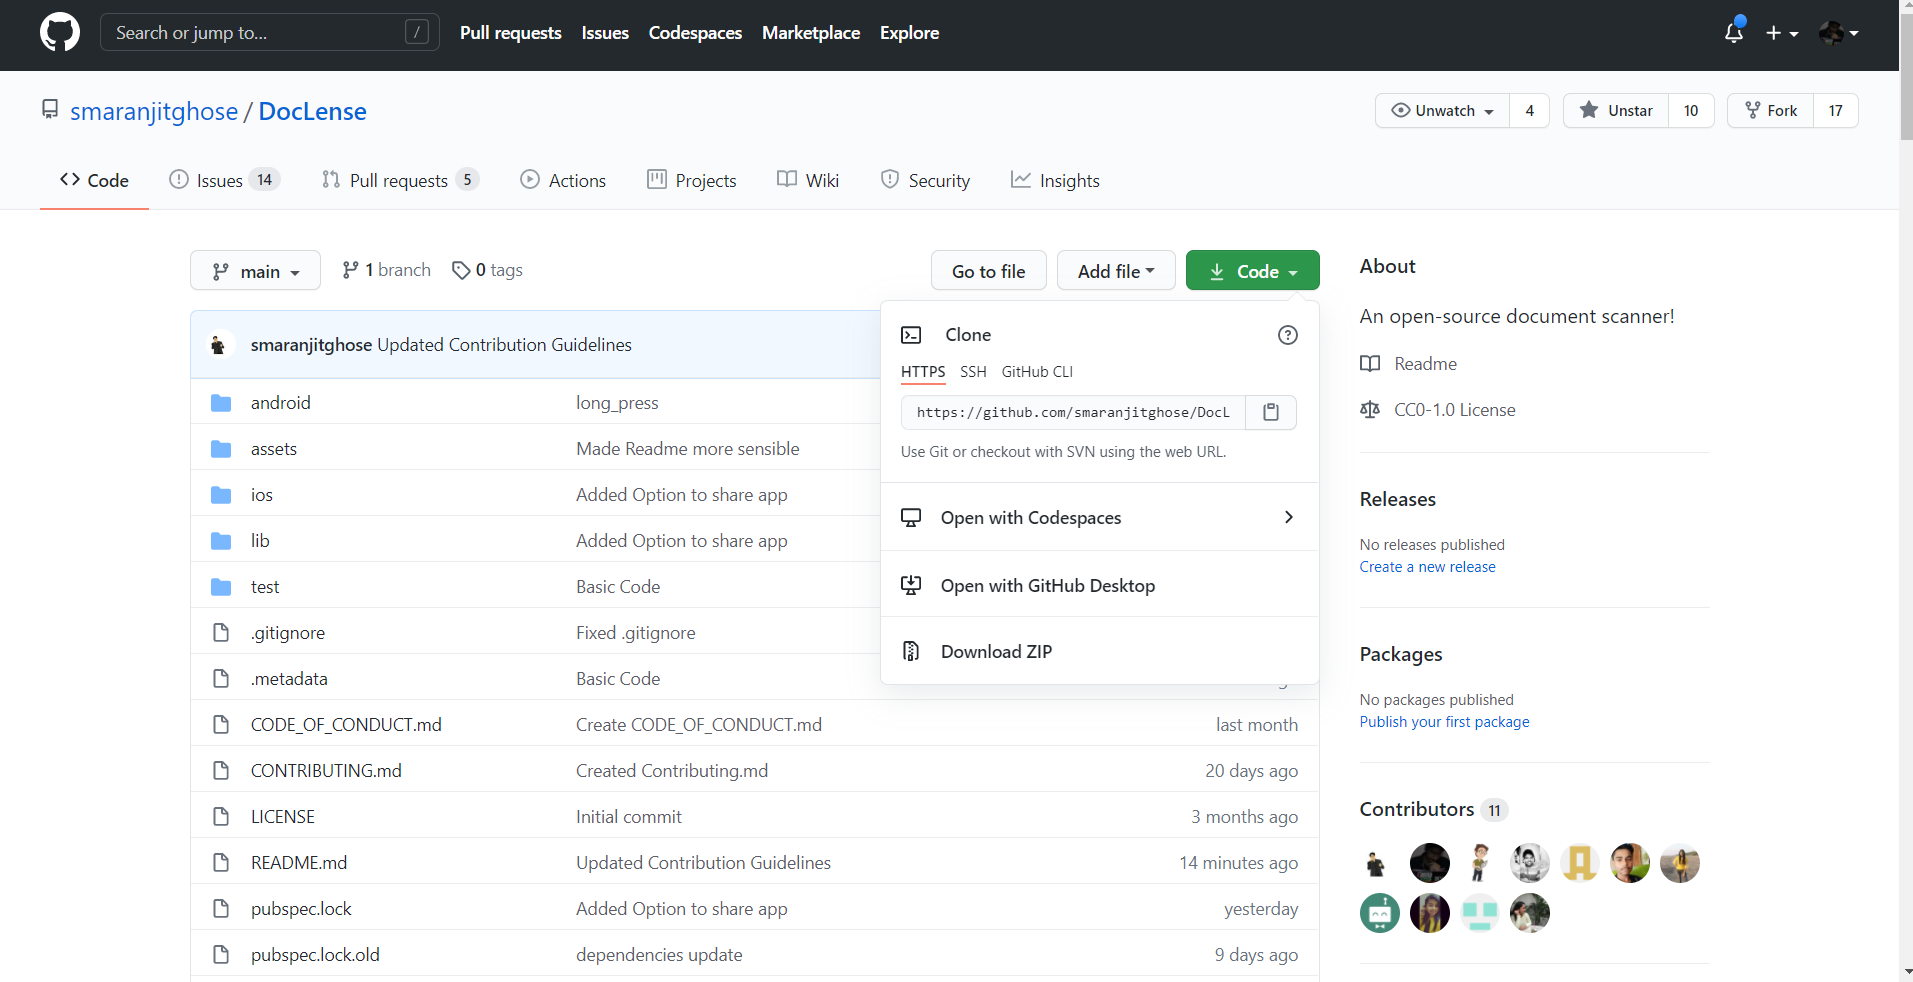 Search or jump to... /
Pull requests Issues Codespaces Marketplace Explore
smaranjitghose / DocLense
Unwatch 4 Unstar 10 Fork 17
Code Issues 14 Pull requests 5 Actions Projects Wiki Security Insights
main 1 branch 0 tags
Go to file Add file Code
smaranjitghose Updated Contribution Guidelines
android long_press
assets Made Readme more sensible
ios Added Option to share app
lib Added Option to share app
test Basic Code
.gitignore Fixed .gitignore
.metadata Basic Code
CODE_OF_CONDUCT.md Create CODE_OF_CONDUCT.md last month
CONTRIBUTING.md Created Contributing.md 20 days ago
LICENSE Initial commit 3 months ago
README.md Updated Contribution Guidelines 14 minutes ago
pubspec.lock Added Option to share app yesterday
pubspec.lock.old dependencies update 9 days ago
Clone
HTTPS SSH GitHub CLI
https://github.com/smaranjitghose/DocL
Use Git or checkout with SVN using the web URL.
Open with Codespaces
Open with GitHub Desktop
Download ZIP
About
An open-source document scanner!
Readme
CC0-1.0 License
Releases
No releases published
Create a new release
Packages
No packages published
Publish your first package
Contributors 11